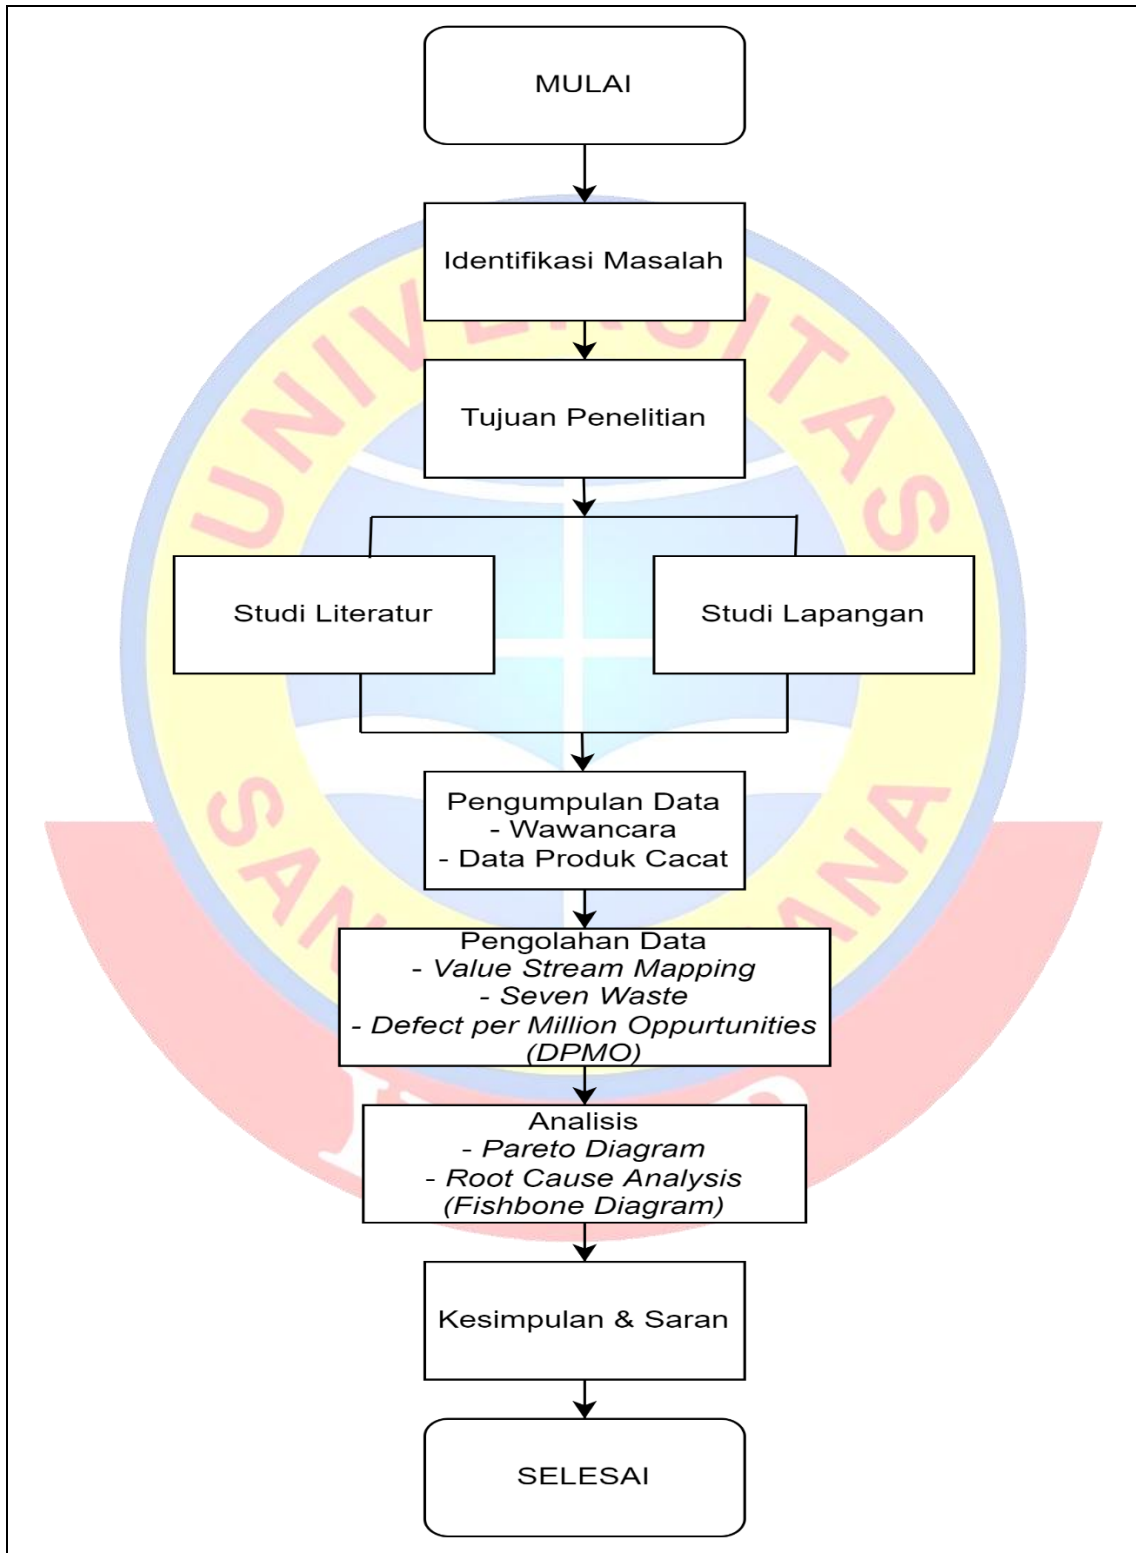 MULAI
Identifikasi Masalah
UNIVERSITAS
Tujuan Penelitian
Studi Literatur
Studi Lapangan
Pengumpulan Data
- Wawancara
- Data Produk Cacat
Pengolahan Data
- Value Stream Mapping
- Seven Waste
- Defect per Million Oppurtunities
(DPMO)
Analisis
- Pareto Diagram
- Root Cause Analysis
(Fishbone Diagram)
Kesimpulan & Saran
SELESAI